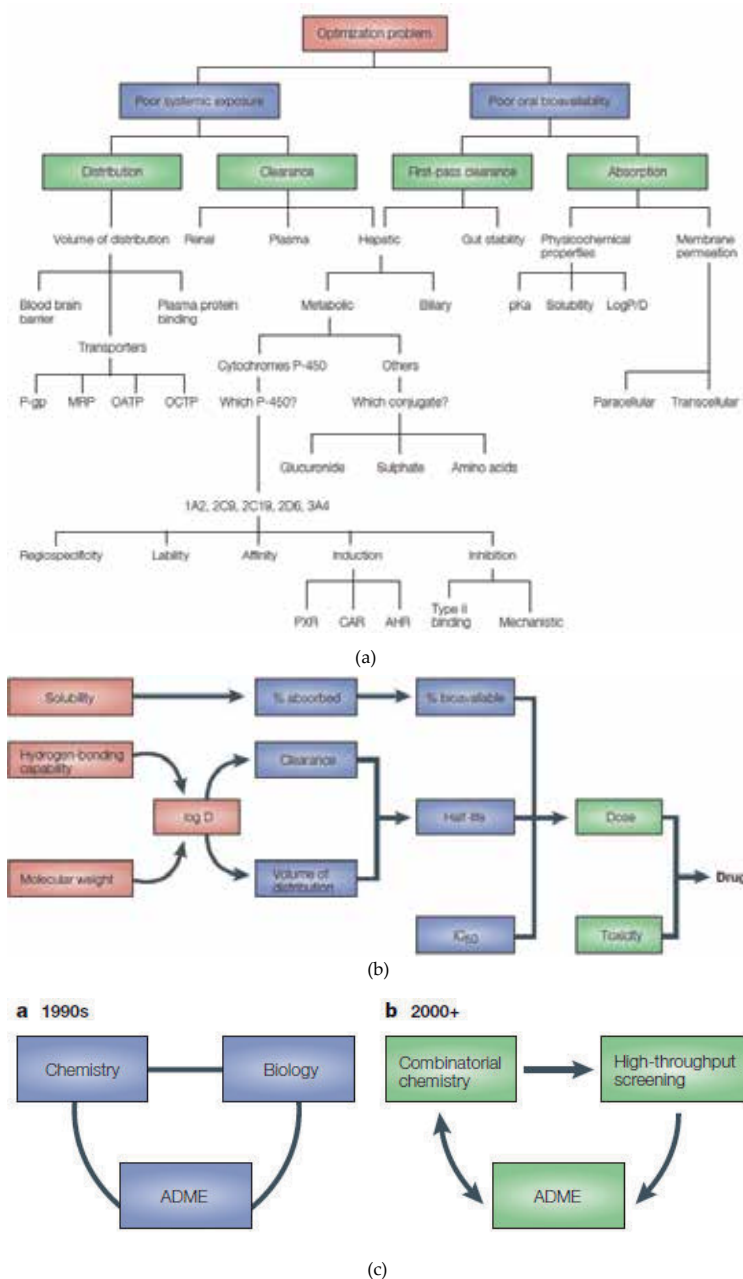 Optimization problem
Poor systemic exposure
Poor oral bioavailability
Distribution
Clearance
First-pass clearance
Absorption
Volume of distribution
Renal
Plasma
Hepatic
Gut stability
Physicochemical
properties
Membrane
permeation
Blood brain
barrier
Plasma protein
binding
Metabolic
Biliary
pKa
Solubility
LogP/D
Transporters
Cytochromes P-450
Others
P-gp
MRP
OATP
OCTP
Which P-450?
Which conjugate?
Paracellular
Transcellular
Glucuronide
Sulphate
Amino acids
1A2, 2C9, 2C19, 2D6, 3A4
Regiospecificity
Lability
Affinity
Induction
Inhibition
PXR
CAR
AHR
Type II
binding
Mechanistic
(a)
Solubility
% absorbed
% bioavailable
Hydrogen-bonding
capability
Clearance
log D
Half-life
Dose
Molecular weight
Volume of
distribution
Drug
IC50
Toxicity
(b)
a 1990s
b 2000+
Chemistry
Biology
Combinatorial
chemistry
High-throughput
screening
ADME
ADME
(c)